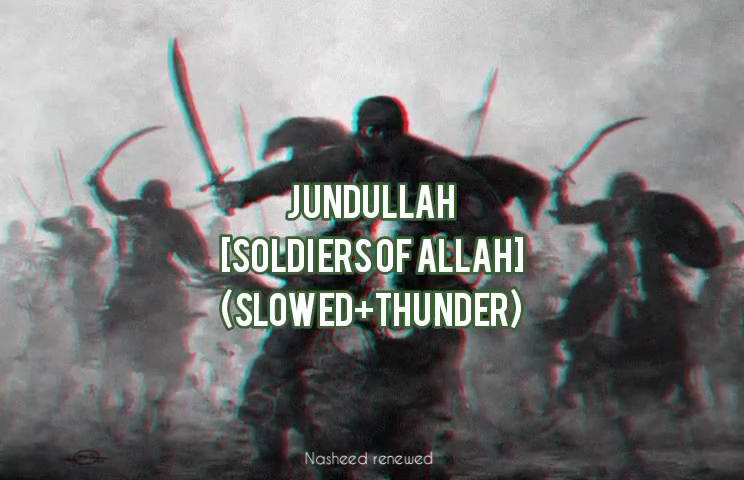 JUNDULLAH
[SOLDIERS OF ALLAH]
(SLOWED+THUNDER)
Nasheed renewed